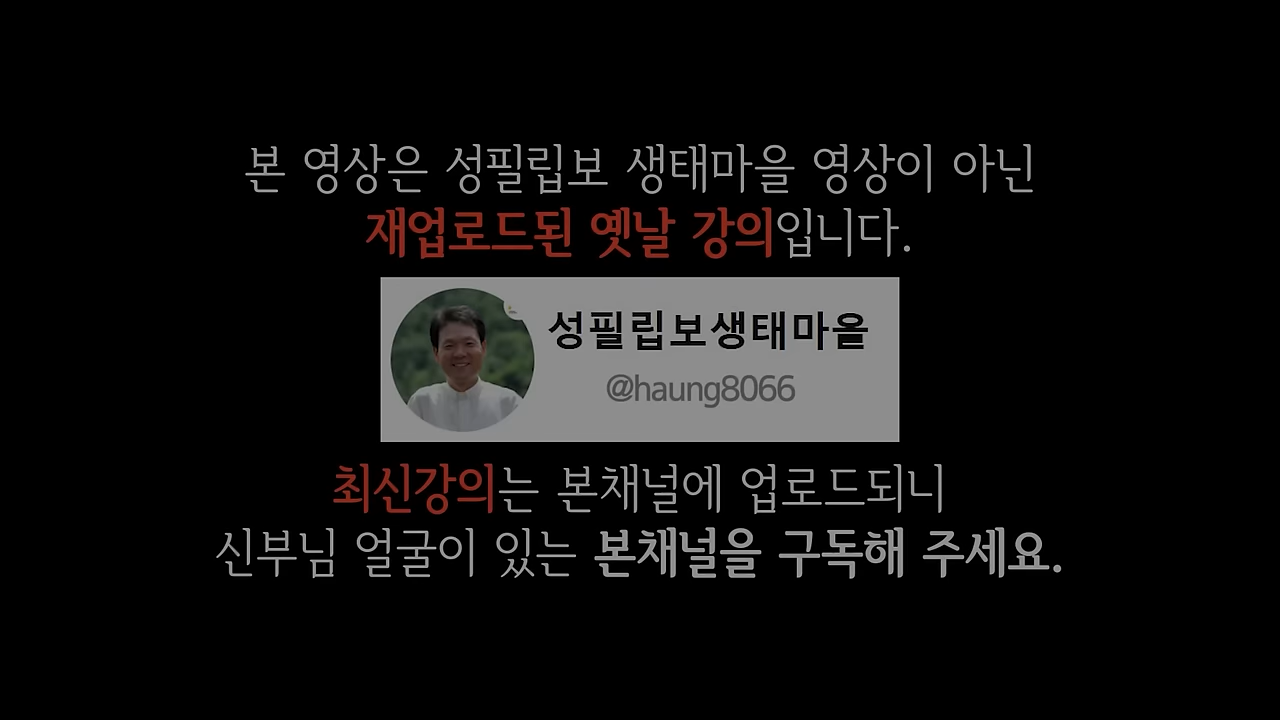 본 영상은 성필립보 생태마을 영상이 아닌
재업로드된 옛날 강의입니다.
성필립보생태마을
@haung8066
최신강의는 본채널에 업로드되니
신부님 얼굴이 있는 본채널을 구독해 주세요.